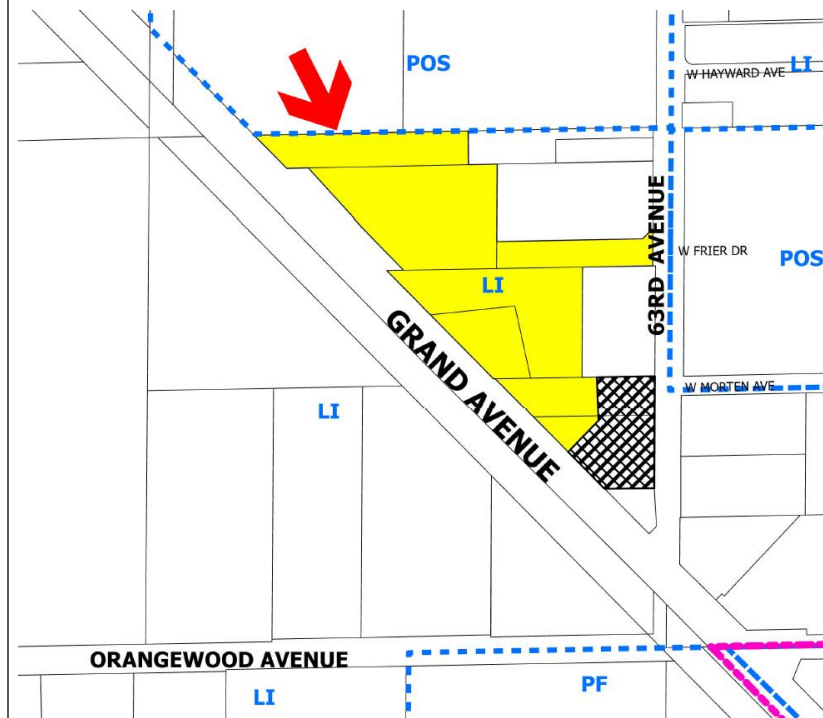 POS
LI
W HAYWARD AVE
63RD AVENUE
W FRIER DR
POS
LI
GRAND AVENUE
W MORTEN AVE
LI
ORANGEWOOD AVENUE
LI
PF